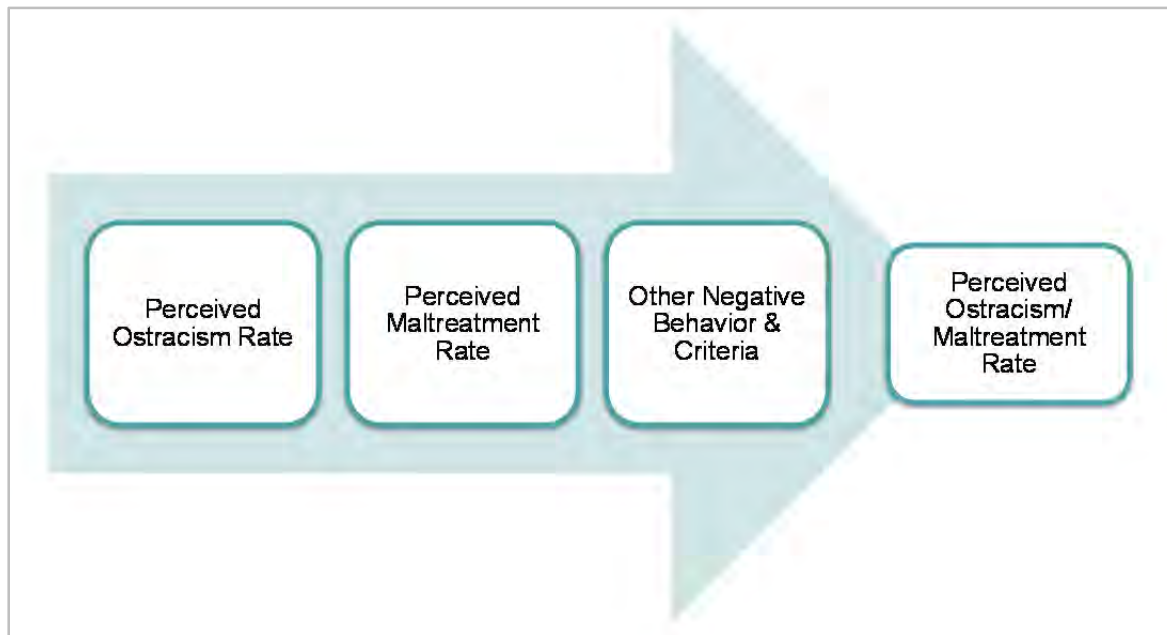 Perceived
Ostracism Rate
Perceived
Maltreatment
Rate
Other Negative
Behavior &
Criteria
Perceived
Ostracism/
Maltreatment
Rate